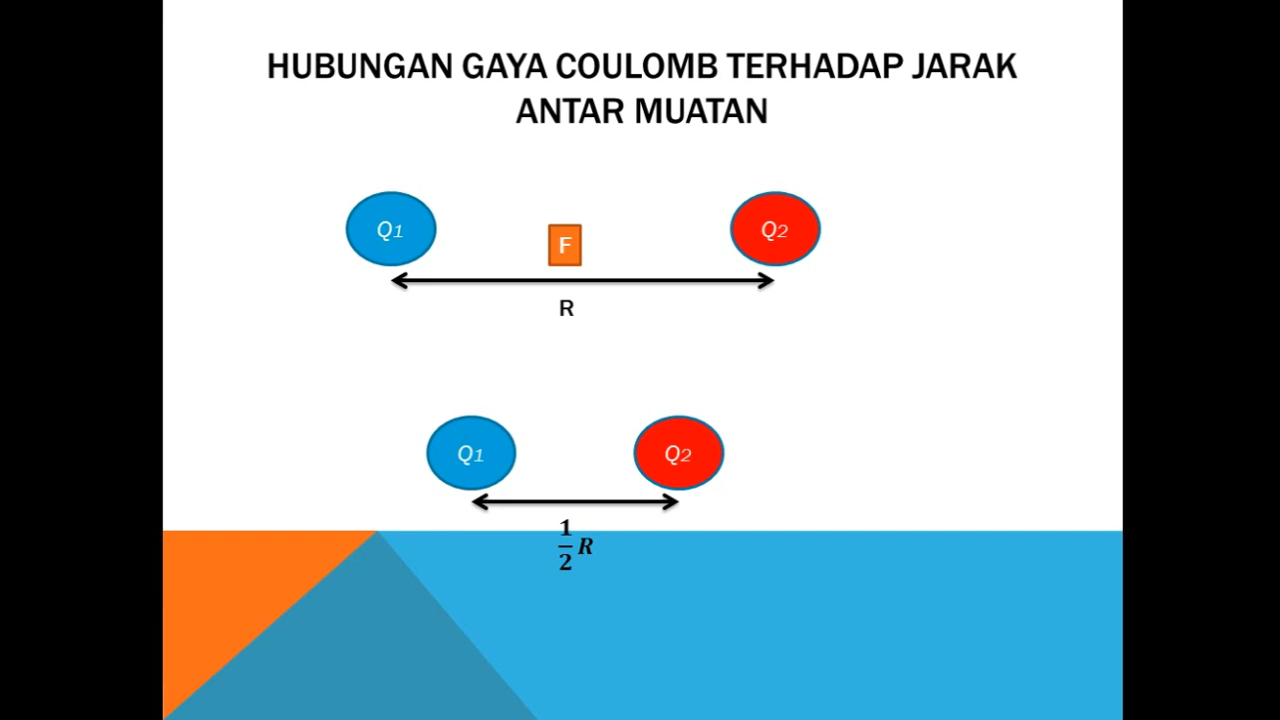 HUBUNGAN GAYA COULOMB TERHADAP JARAK
ANTAR MUATAN
Q1
F
Q2
R
Q1
Q2
1/2 R